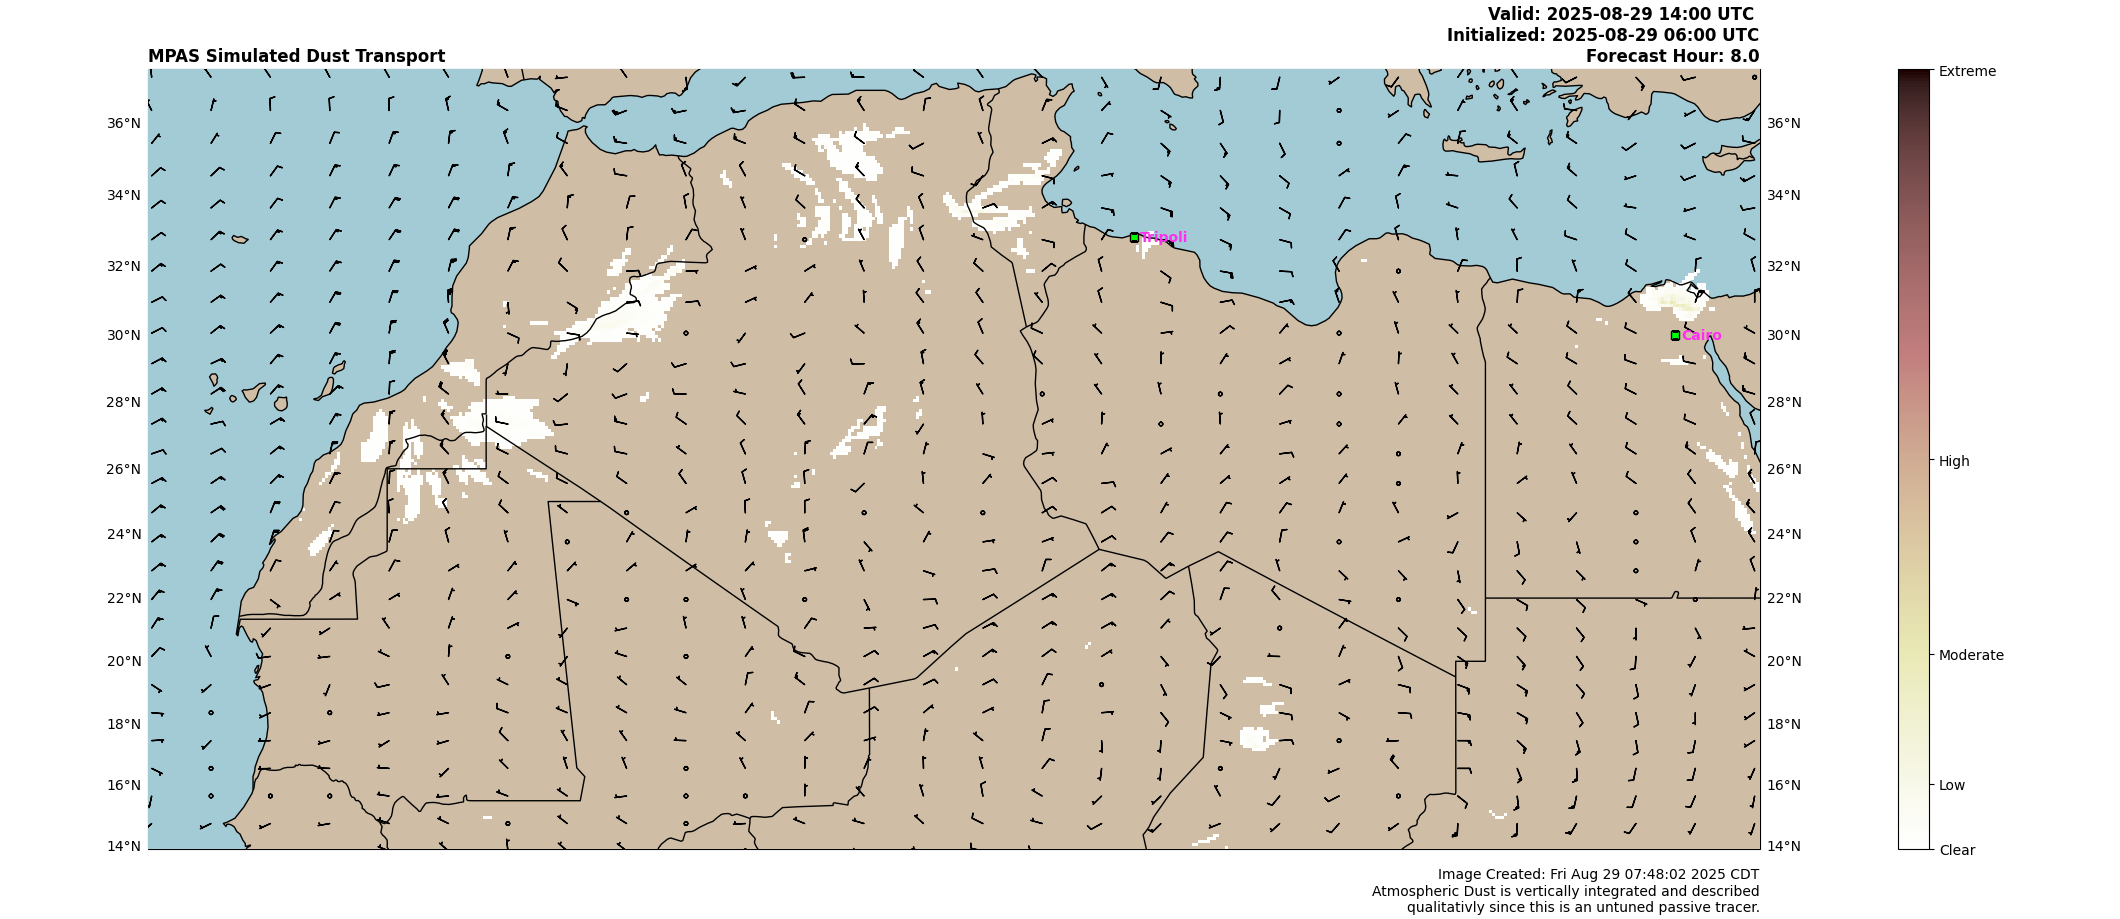 Valid: 2025-08-29 14:00 UTC
Initialized: 2025-08-29 06:00 UTC
MPAS Simulated Dust Transport
Forecast Hour: 8.0
Extreme
36°N
36°N
34°N
34°N
Tripoli
32°N
32°N
30°N
Cairo
30°N
28°N
28°N
26°N
26°N
High
24°N
24°N
22°N
22°N
20°N
20°N
Moderate
18°N
18°N
16°N
16°N
Low
14°N
14°N
Clear
Image Created: Fri Aug 29 07:48:02 2025 CDT
Atmospheric Dust is vertically integrated and described
qualitativly since this is an untuned passive tracer.